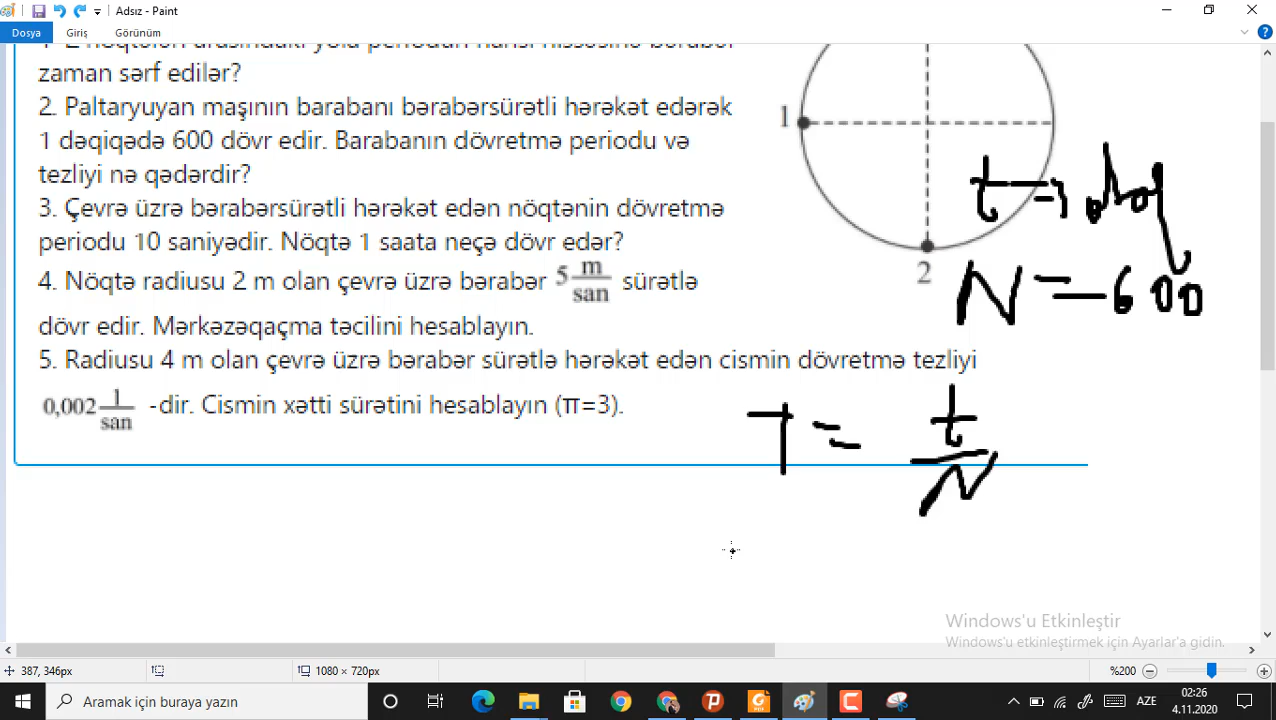 Adsız - Paint
Dosya Giriş Görünüm
zaman sərf edilər?
2. Paltaryuyan maşının barabanı bərabərsürətli hərəkət edərək
1 dəqiqədə 600 dövr edir. Barabanın dövretmə periodu və
tezliyi nə qədərdir?
3. Çevrə üzrə bərabərsürətli hərəkət edən nöqtənin dövretmə
periodu 10 saniyədir. Nöqtə 1 saata neçə dövr edər?
4. Nöqtə radiusu 2 m olan çevrə üzrə bərabər 5 m/san sürətlə
dövr edir. Mərkəzəqaçma təcilini hesablayın.
5. Radiusu 4 m olan çevrə üzrə bərabər sürətlə hərəkət edən cismin dövretmə tezliyi
0,002 1/san -dir. Cismin xətti sürətini hesablayın (π=3).
1
2
N = 600
T = t/N
Windows'u Etkinleştir
Windows'u etkinleştirmek için Ayarlar'a gidin.
387, 346px
1080 × 720px
%200
Aramak için buraya yazın
AZE
02:26
4.11.2020